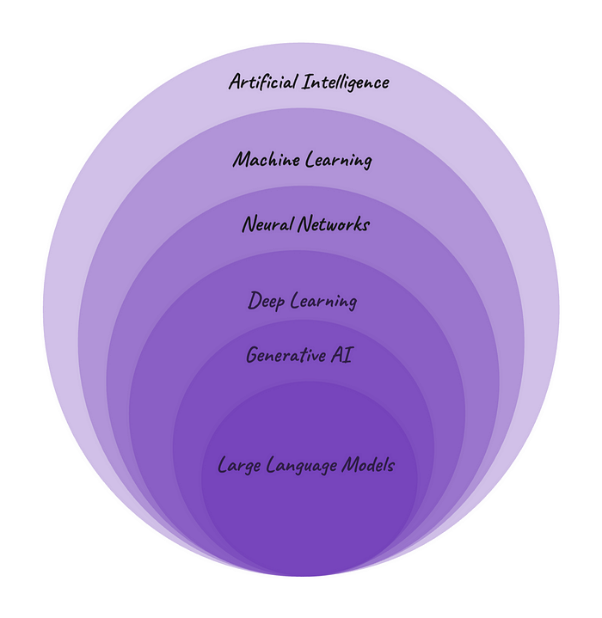 Artificial Intelligence
Machine Learning
Neural Networks
Deep Learning
Generative AI
Large Language Models